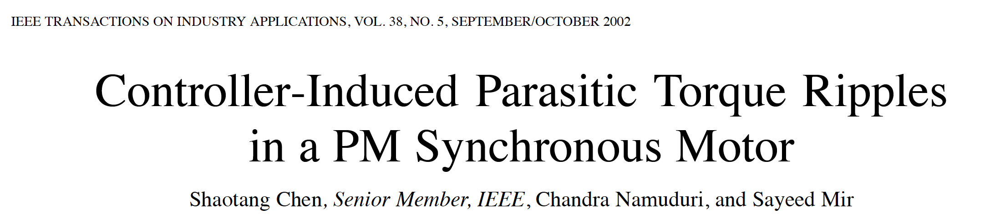 IEEE TRANSACTIONS ON INDUSTRY APPLICATIONS, VOL. 38, NO. 5, SEPTEMBER/OCTOBER 2002
Controller-Induced Parasitic Torque Ripples
in a PM Synchronous Motor
Shaotang Chen, Senior Member, IEEE, Chandra Namuduri, and Sayeed Mir